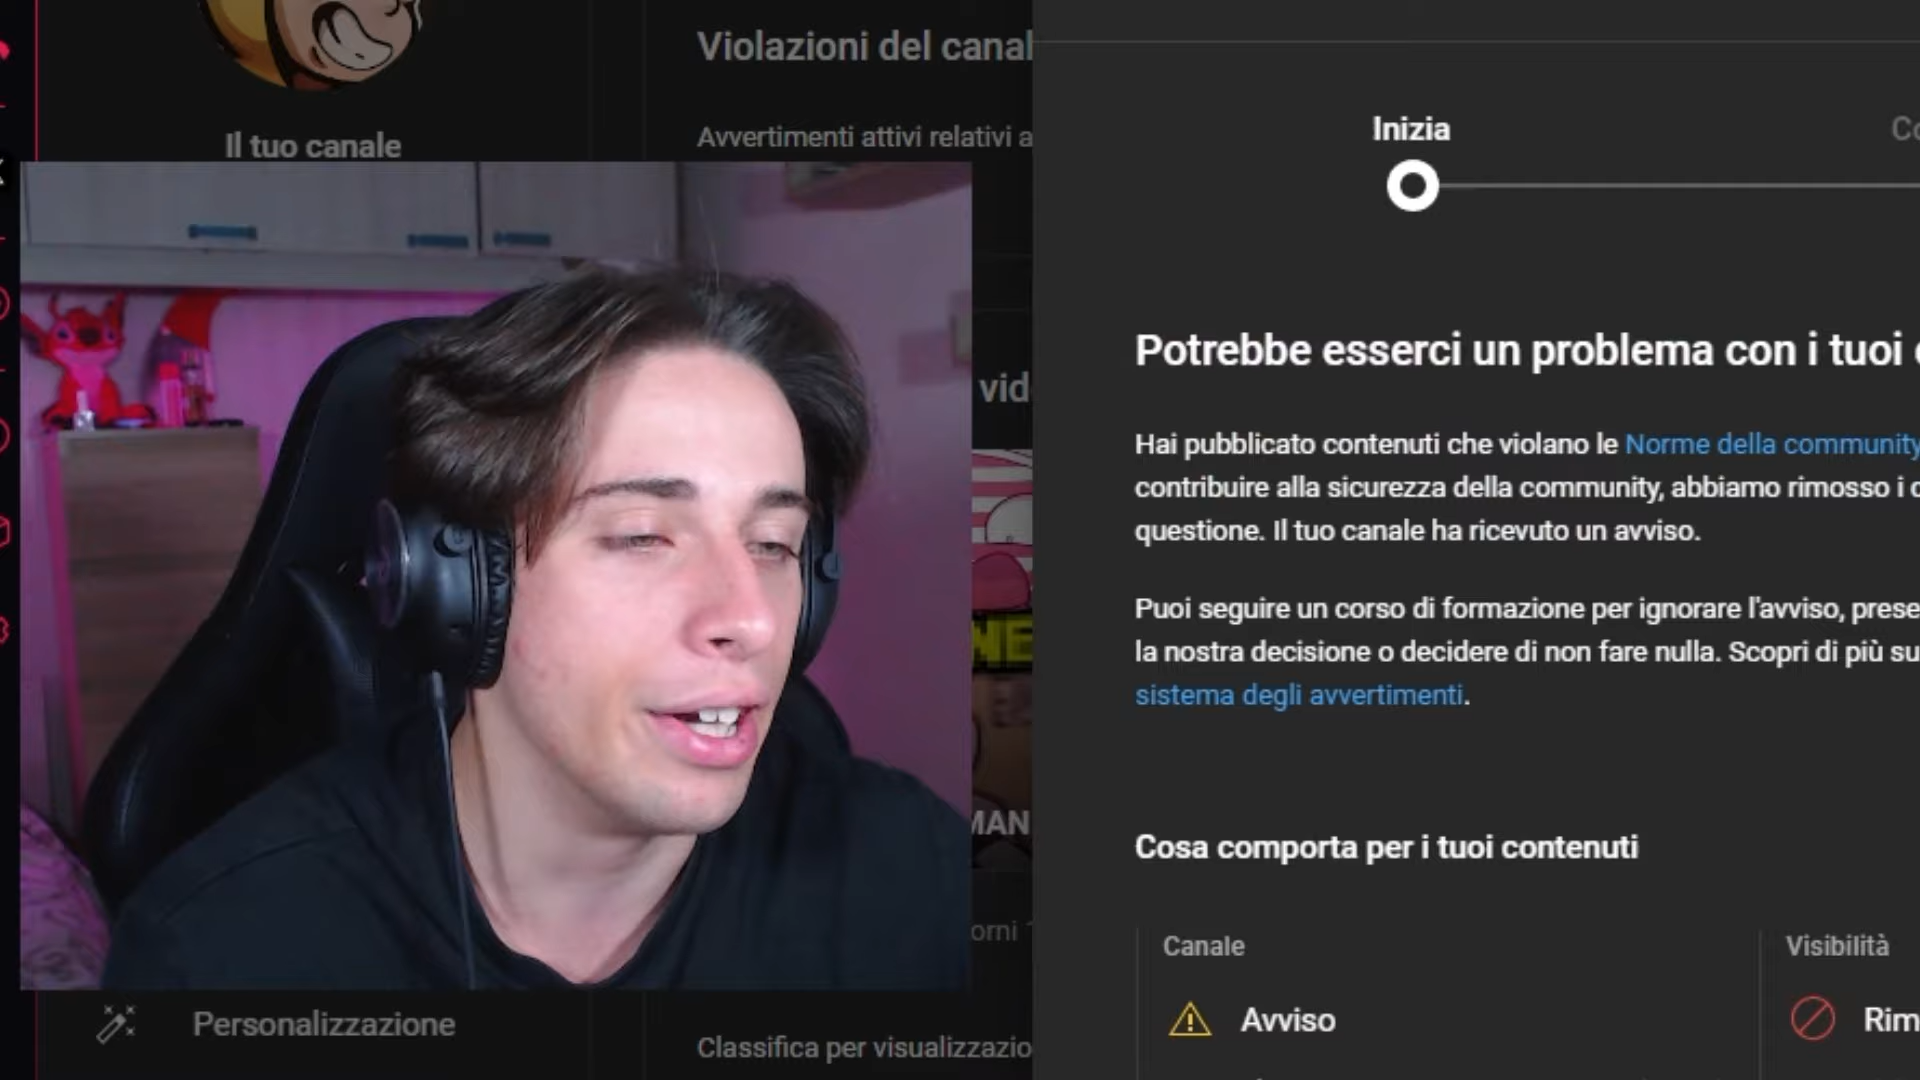 Violazioni del canal
Avvertimenti attivi relativi a
Il tuo canale
Inizia
Potrebbe esserci un problema con i tuoi
Hai pubblicato contenuti che violano le Norme della community
contribuire alla sicurezza della community, abbiamo rimosso i
questione. Il tuo canale ha ricevuto un avviso.
Puoi seguire un corso di formazione per ignorare l'avviso, prese
la nostra decisione o decidere di non fare nulla. Scopri di più su
sistema degli avvertimenti.
Cosa comporta per i tuoi contenuti
Canale
Visibilità
Avviso
Rim
vid
NE
MAN
orni
Personalizzazione
Classifica per visualizzazio